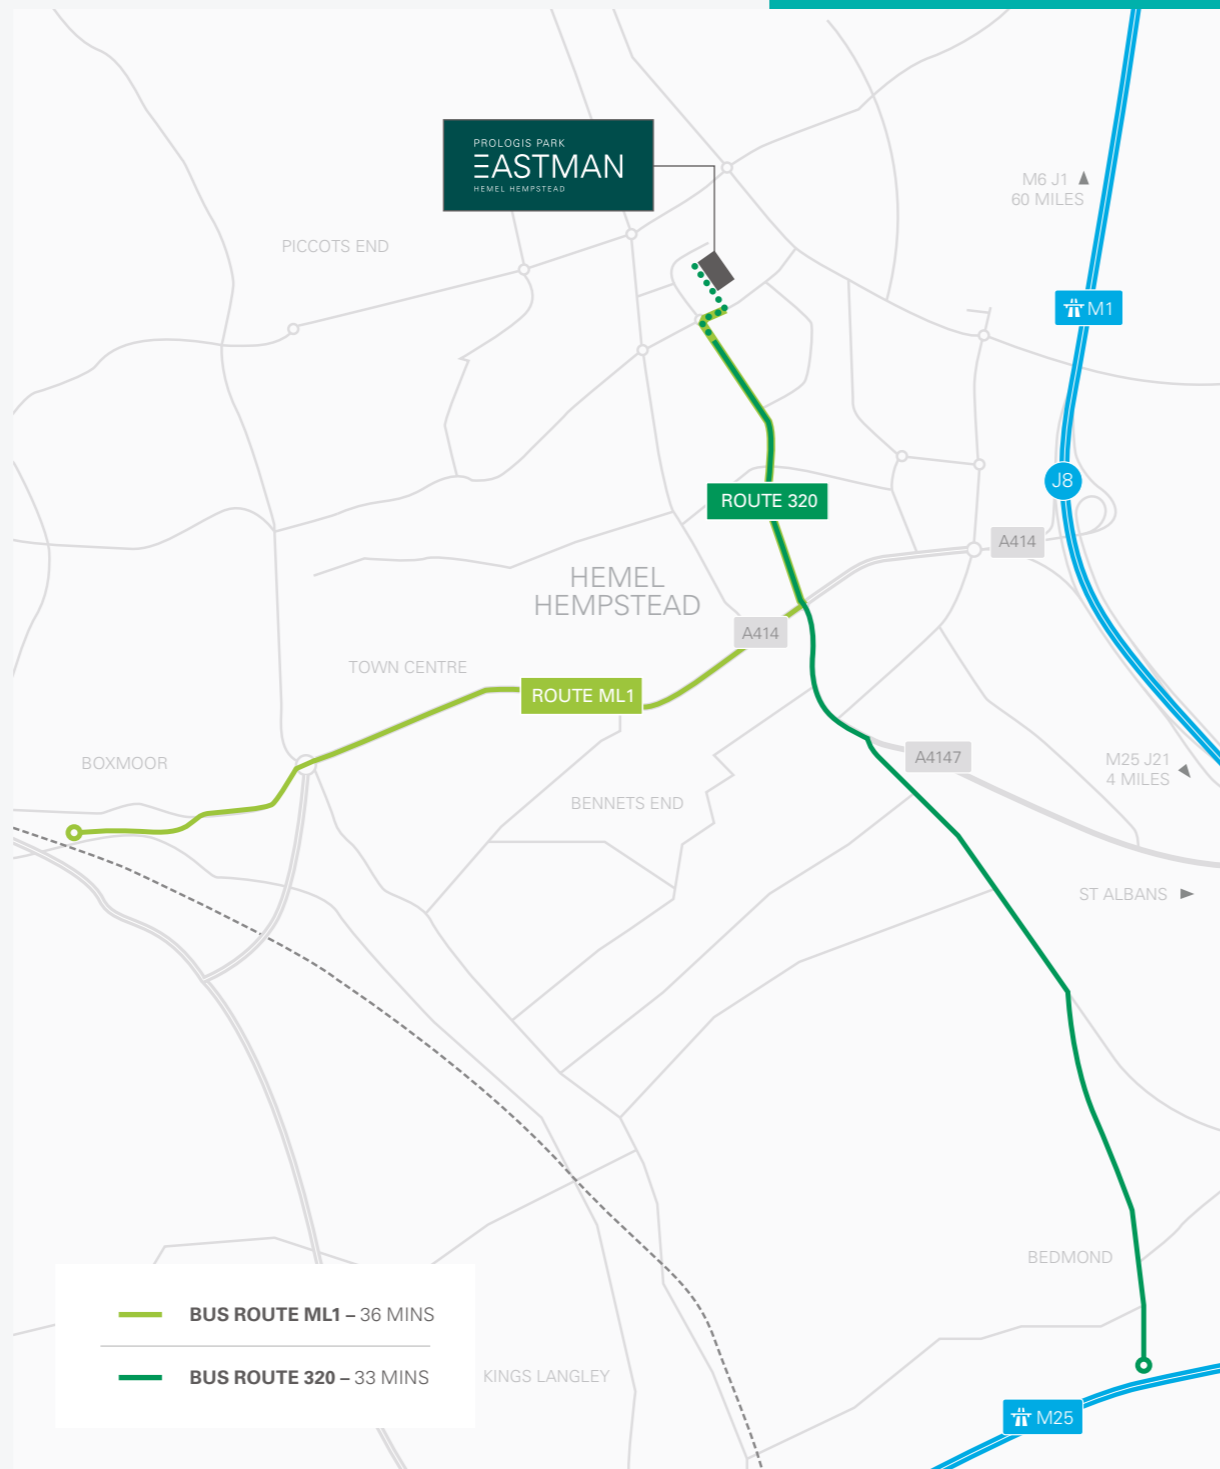 PROLOGIS PARK
EASTMAN
HEMEL HEMPSTEAD
M6 J1
60 MILES
PICCOTS END
M1
J8
ROUTE 320
A414
HEMEL
HEMPSTEAD
A414
TOWN CENTRE
ROUTE ML1
BOXMOOR
A4147
M25 J21
4 MILES
BENNETS END
ST ALBANS
BEDMOND
BUS ROUTE ML1 – 36 MINS
BUS ROUTE 320 – 33 MINS
KINGS LANGLEY
M25